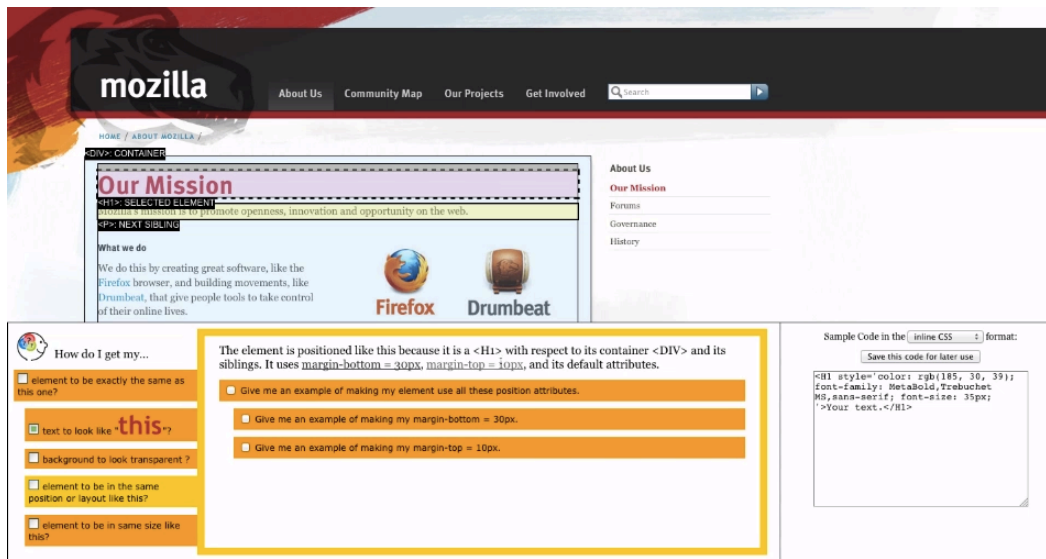 mozilla
About Us
Community Map
Our Projects
Get Involved
Search
HOME / ABOUT MOZILLA /
<DIV>: CONTAINER
Our Mission
<H1>: SELECTED ELEMENT
Mozilla's mission is to promote openness, innovation and opportunity on the web.
<P>: NEXT SIBLING
What we do
We do this by creating great software, like the
Firefox browser, and building movements, like
Drumbeat, that give people tools to take control
of their online lives.
Firefox
Drumbeat
About Us
Our Mission
Forums
Governance
History
How do I get my...
element to be exactly the same as
this one?
text to look like "this"?
background to look transparent ?
element to be in the same
position or layout like this?
element to be in same size like
this?
The element is positioned like this because it is a <H1> with respect to its container <DIV> and its
siblings. It uses margin-bottom = 30px, margin-top = 10px, and its default attributes.
Give me an example of making my element use all these position attributes.
Give me an example of making my margin-bottom = 30px.
Give me an example of making my margin-top = 10px.
Sample Code in the inline CSS format:
Save this code for later use
<H1 style='color: rgb(185, 30, 39);
font-family: MetaBold,Trebuchet
MS,sans-serif; font-size: 35px;
'>Your text.</H1>